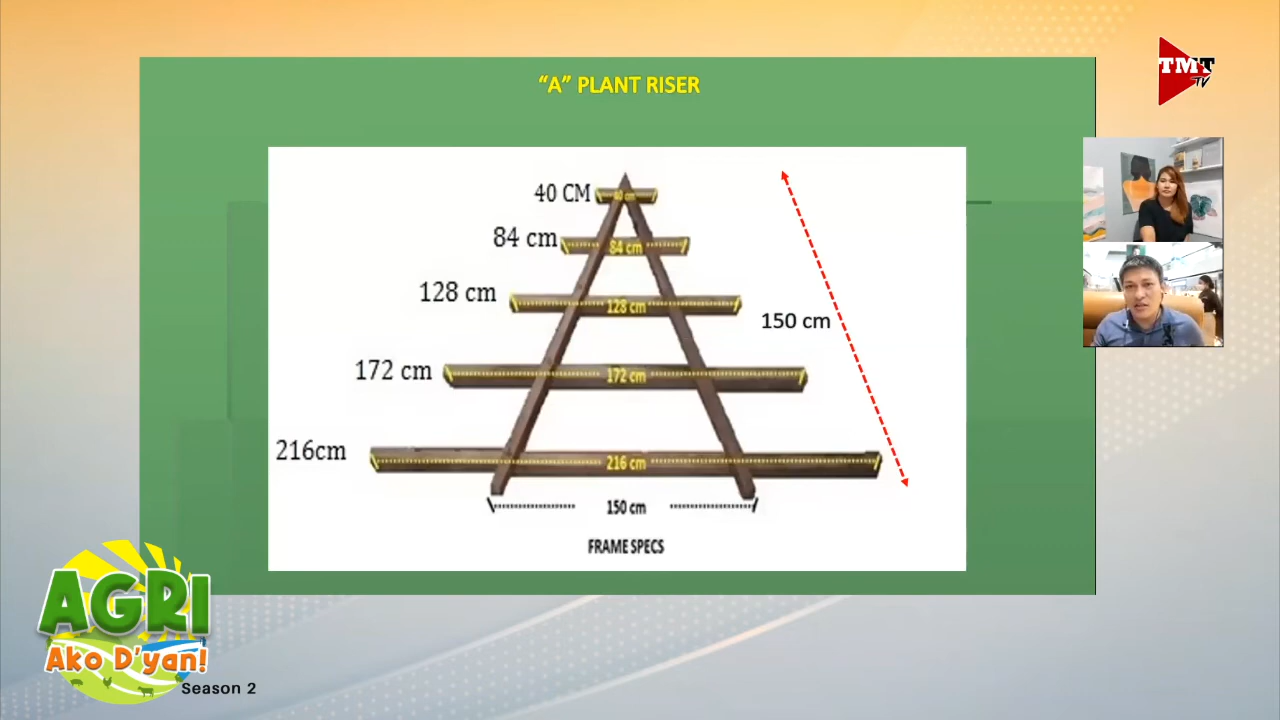 TMT
TV
“A” PLANT RISER
40 CM
40 cm
84 cm
84 cm
128 cm
128 cm
150 cm
172 cm
172 cm
216cm
216 cm
150 cm
FRAME SPECS
AGRI
Ako D'yan!
Season 2